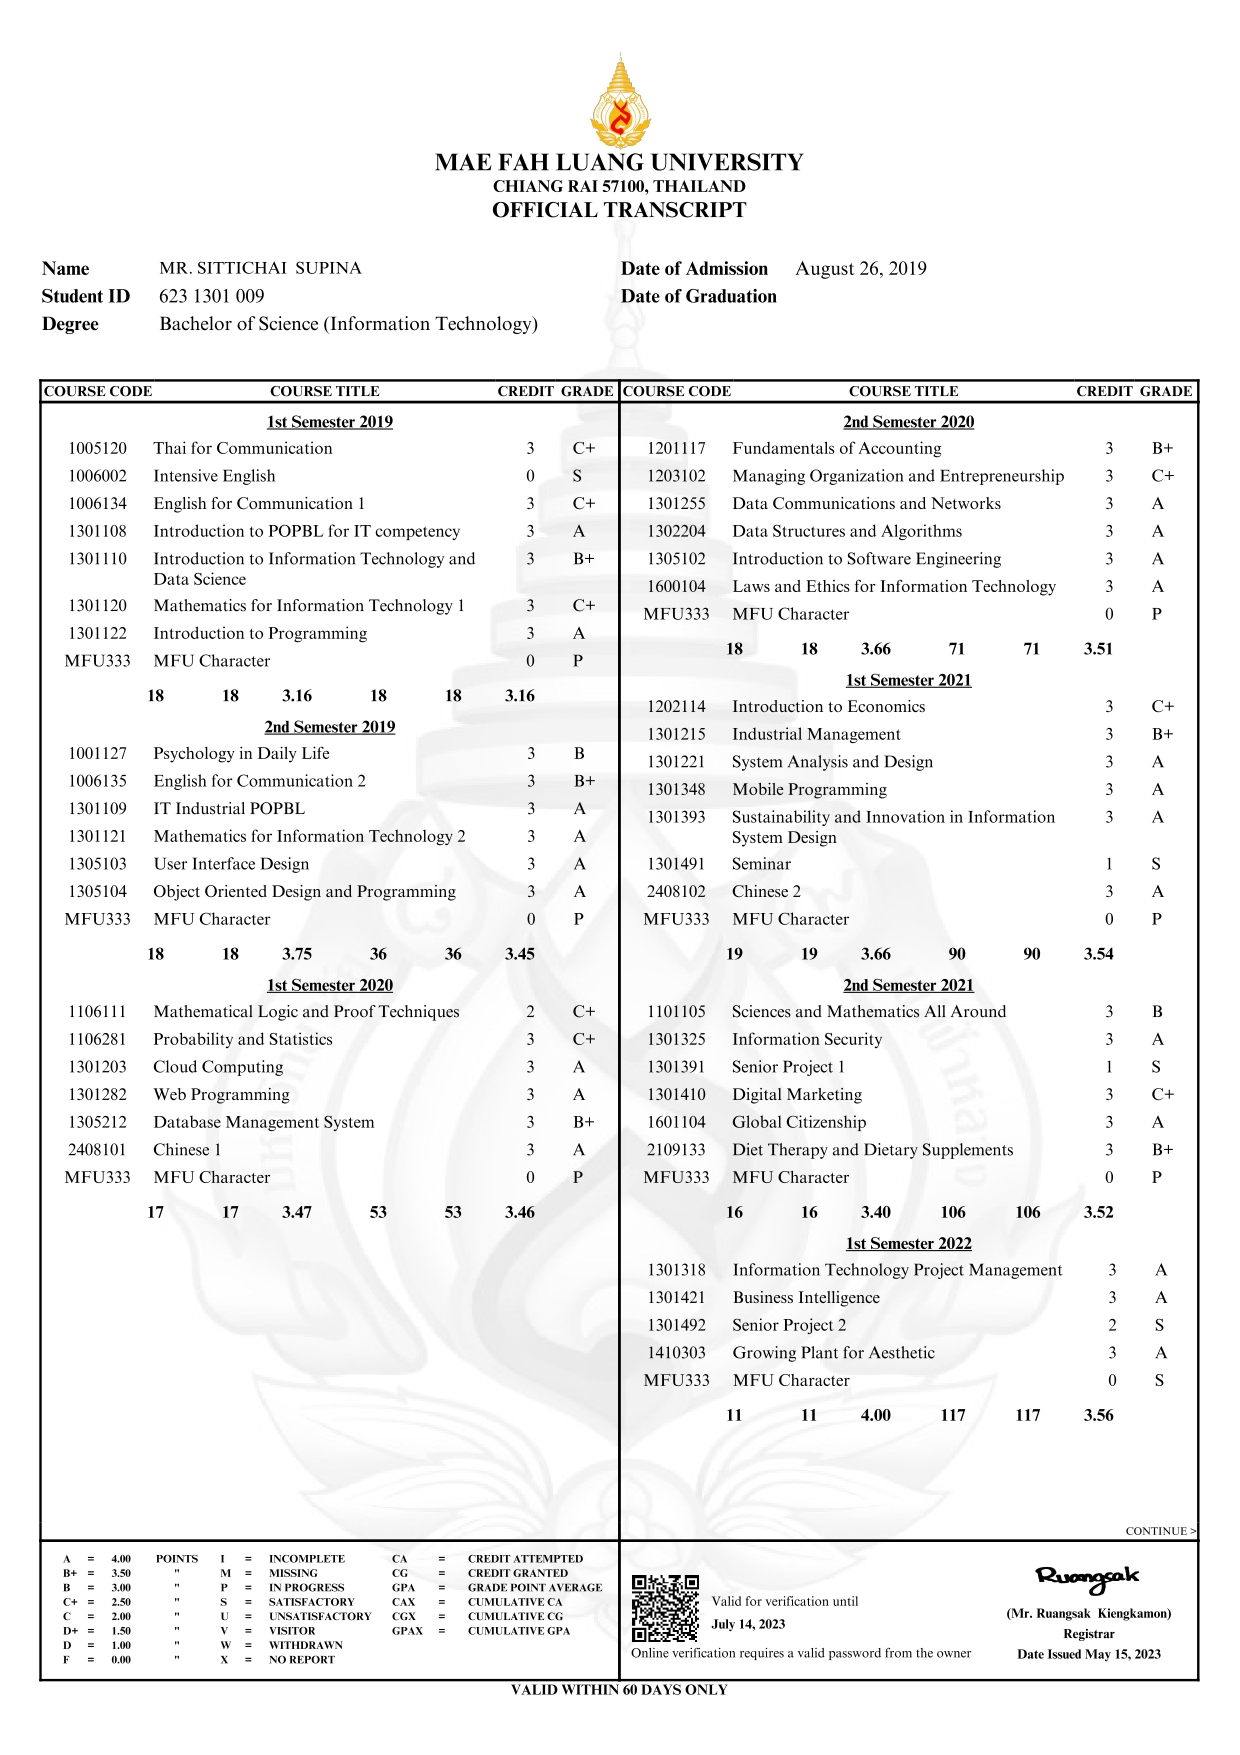 MAE FAH LUANG UNIVERSITY
CHIANG RAI 57100, THAILAND
OFFICIAL TRANSCRIPT
Name MR. SITTICHAI SUPINA
Student ID 623 1301 009
Degree Bachelor of Science (Information Technology)
Date of Admission August 26, 2019
Date of Graduation
COURSE CODE COURSE TITLE CREDIT GRADE
1st Semester 2019
1005120 Thai for Communication 3 C+
1006002 Intensive English 0 S
1006134 English for Communication 1 3 C+
1301108 Introduction to POPBL for IT competency 3 A
1301110 Introduction to Information Technology and 3 B+
Data Science
1301120 Mathematics for Information Technology 1 3 C+
1301122 Introduction to Programming 3 A
MFU333 MFU Character 0 P
18 18 3.16 18 18 3.16
2nd Semester 2019
1001127 Psychology in Daily Life 3 B
1006135 English for Communication 2 3 B+
1301109 IT Industrial POPBL 3 A
1301121 Mathematics for Information Technology 2 3 A
1305103 User Interface Design 3 A
1305104 Object Oriented Design and Programming 3 A
MFU333 MFU Character 0 P
18 18 3.75 36 36 3.45
1st Semester 2020
1106111 Mathematical Logic and Proof Techniques 2 C+
1106281 Probability and Statistics 3 C+
1301203 Cloud Computing 3 A
1301282 Web Programming 3 A
1305212 Database Management System 3 B+
2408101 Chinese 1 3 A
MFU333 MFU Character 0 P
17 17 3.47 53 53 3.46
COURSE CODE COURSE TITLE CREDIT GRADE
2nd Semester 2020
1201117 Fundamentals of Accounting 3 B+
1203102 Managing Organization and Entrepreneurship 3 C+
1301255 Data Communications and Networks 3 A
1302204 Data Structures and Algorithms 3 A
1305102 Introduction to Software Engineering 3 A
1600104 Laws and Ethics for Information Technology 3 A
MFU333 MFU Character 0 P
18 18 3.66 71 71 3.51
1st Semester 2021
1202114 Introduction to Economics 3 C+
1301215 Industrial Management 3 B+
1301221 System Analysis and Design 3 A
1301348 Mobile Programming 3 A
1301393 Sustainability and Innovation in Information 3 A
System Design
1301491 Seminar 1 S
2408102 Chinese 2 3 A
MFU333 MFU Character 0 P
19 19 3.66 90 90 3.54
2nd Semester 2021
1101105 Sciences and Mathematics All Around 3 B
1301325 Information Security 3 A
1301391 Senior Project 1 1 S
1301410 Digital Marketing 3 C+
1601104 Global Citizenship 3 A
2109133 Diet Therapy and Dietary Supplements 3 B+
MFU333 MFU Character 0 P
16 16 3.40 106 106 3.52
1st Semester 2022
1301318 Information Technology Project Management 3 A
1301421 Business Intelligence 3 A
1301492 Senior Project 2 2 S
1410303 Growing Plant for Aesthetic 3 A
MFU333 MFU Character 0 S
11 11 4.00 117 117 3.56
CONTINUE >
A = 4.00 POINTS I = INCOMPLETE CA = CREDIT ATTEMPTED
B+ = 3.50 " M = MISSING CG = CREDIT GRANTED
B = 3.00 " P = IN PROGRESS GPA = GRADE POINT AVERAGE
C+ = 2.50 " S = SATISFACTORY CAX = CUMULATIVE CA
C = 2.00 " U = UNSATISFACTORY CGX = CUMULATIVE CG
D+ = 1.50 " V = VISITOR GPAX = CUMULATIVE GPA
D = 1.00 " W = WITHDRAWN
F = 0.00 " X = NO REPORT
Valid for verification until
July 14, 2023
Online verification requires a valid password from the owner
Ruangsak
(Mr. Ruangsak Kiengkamon)
Registrar
Date Issued May 15, 2023
VALID WITHIN 60 DAYS ONLY